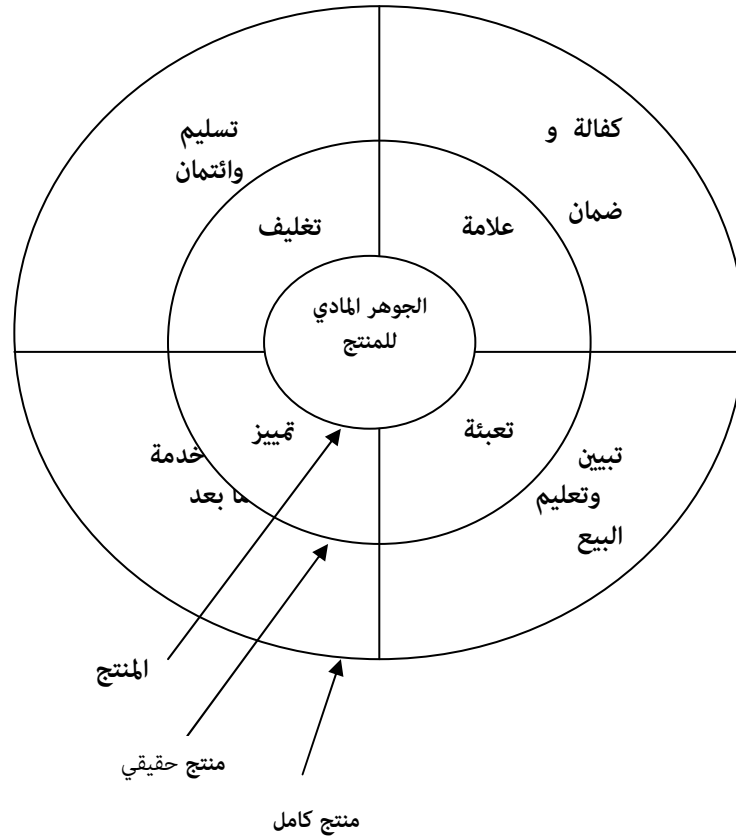 كفالة و
ضمان
تسليم
وائتمان
علامة
تغليف
الجوهر المادي
للمنتج
تعبئة
تمييز
تبيين
وتعليم
البيع
خدمة
ما بعد
المنتج
منتج حقيقي
منتج كامل